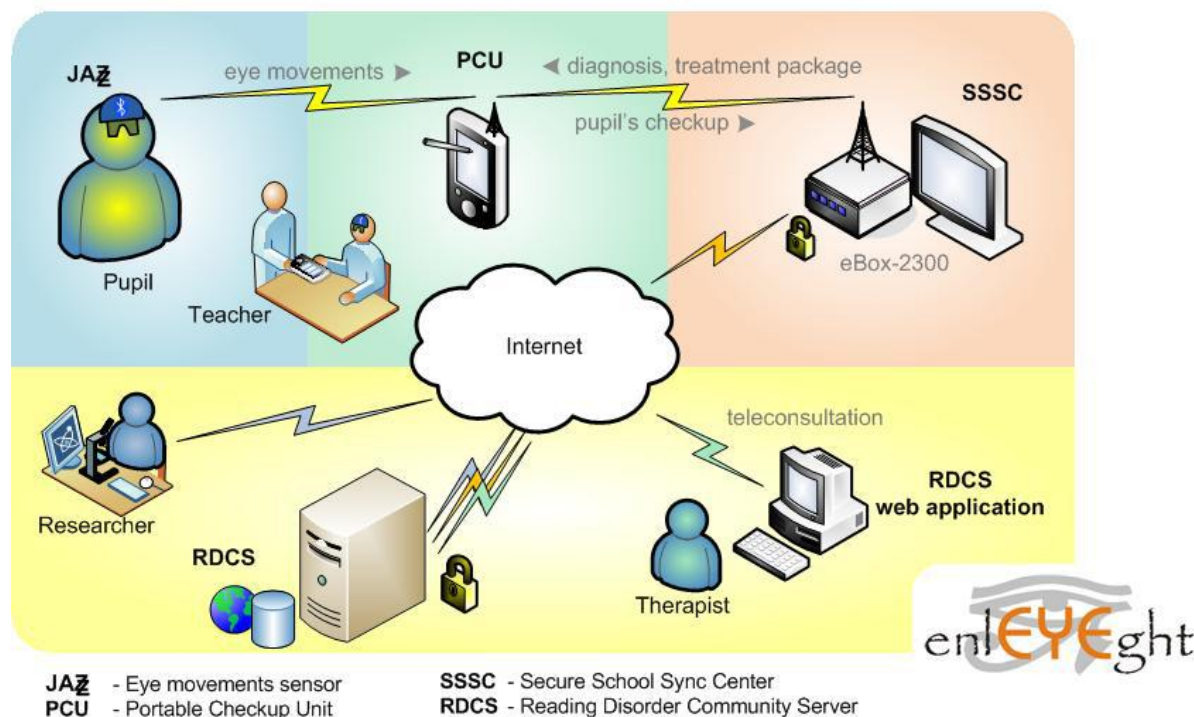 JAZZ
eye movements ➤
PCU
◄ diagnosis, treatment package
pupil's checkup ➤
SSSC
eBox-2300
Pupil
Teacher
Internet
teleconsultation
Researcher
RDCS
Therapist
RDCS
web application
enlEYEght
JAZZ - Eye movements sensor
PCU - Portable Checkup Unit
SSSC - Secure School Sync Center
RDCS - Reading Disorder Community Server